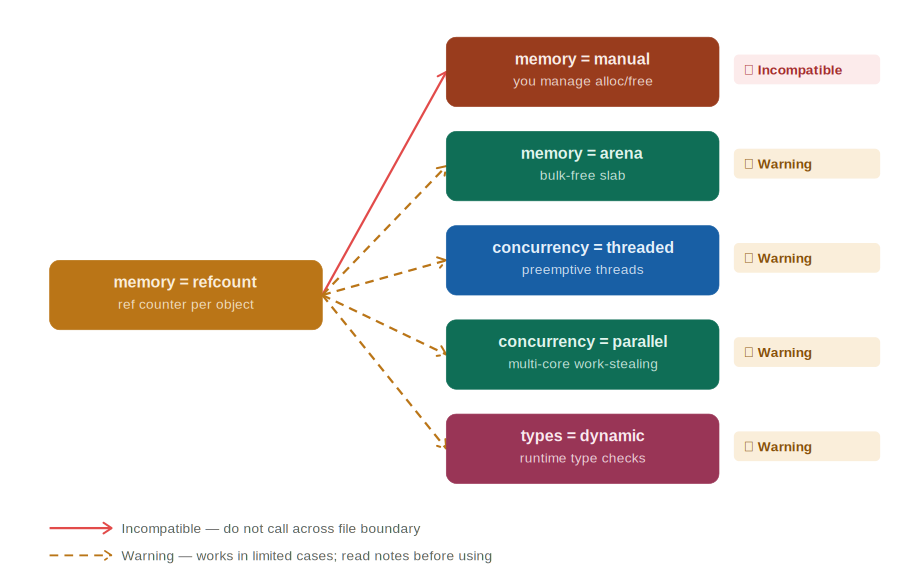 memory = manual
you manage alloc/free
Incompatible
memory = arena
bulk-free slab
Warning
concurrency = threaded
preemptive threads
Warning
memory = refcount
ref counter per object
concurrency = parallel
multi-core work-stealing
Warning
types = dynamic
runtime type checks
Warning
Incompatible — do not call across file boundary
Warning — works in limited cases; read notes before using